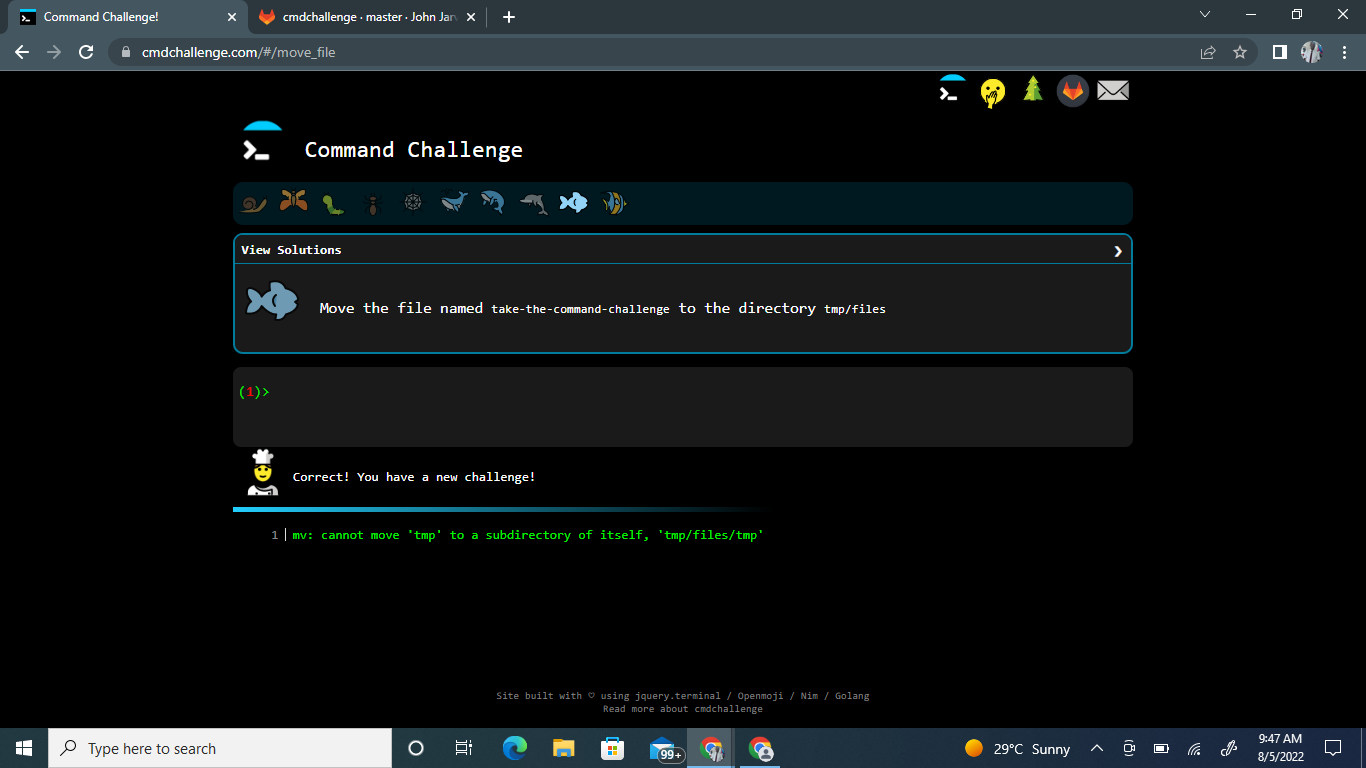 Command Challenge!
cmdchallenge · master · John Jar
cmdchallenge.com/#/move_file
Command Challenge
View Solutions
Move the file named take-the-command-challenge to the directory tmp/files
(1)>
Correct! You have a new challenge!
1 mv: cannot move 'tmp' to a subdirectory of itself, 'tmp/files/tmp'
Site built with ♡ using jquery.terminal / Openmoji / Nim / Golang
Read more about cmdchallenge
Type here to search
99+
29°C Sunny
9:47 AM
8/5/2022